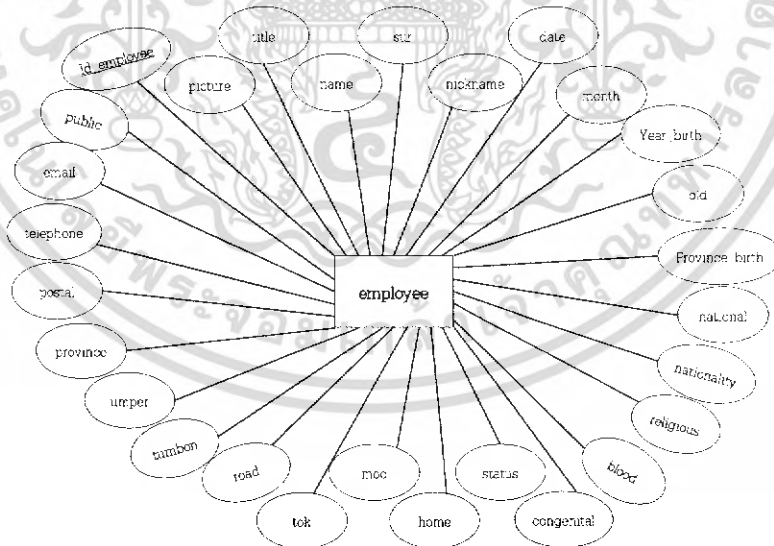 title
sur
date
id_employee
picture
name
nickname
month
public
Year_birth
email
old
telephone
Province_birth
employee
postal
national
province
nationality
umper
religious
tumbon
road
moo
status
blood
tok
home
congenital